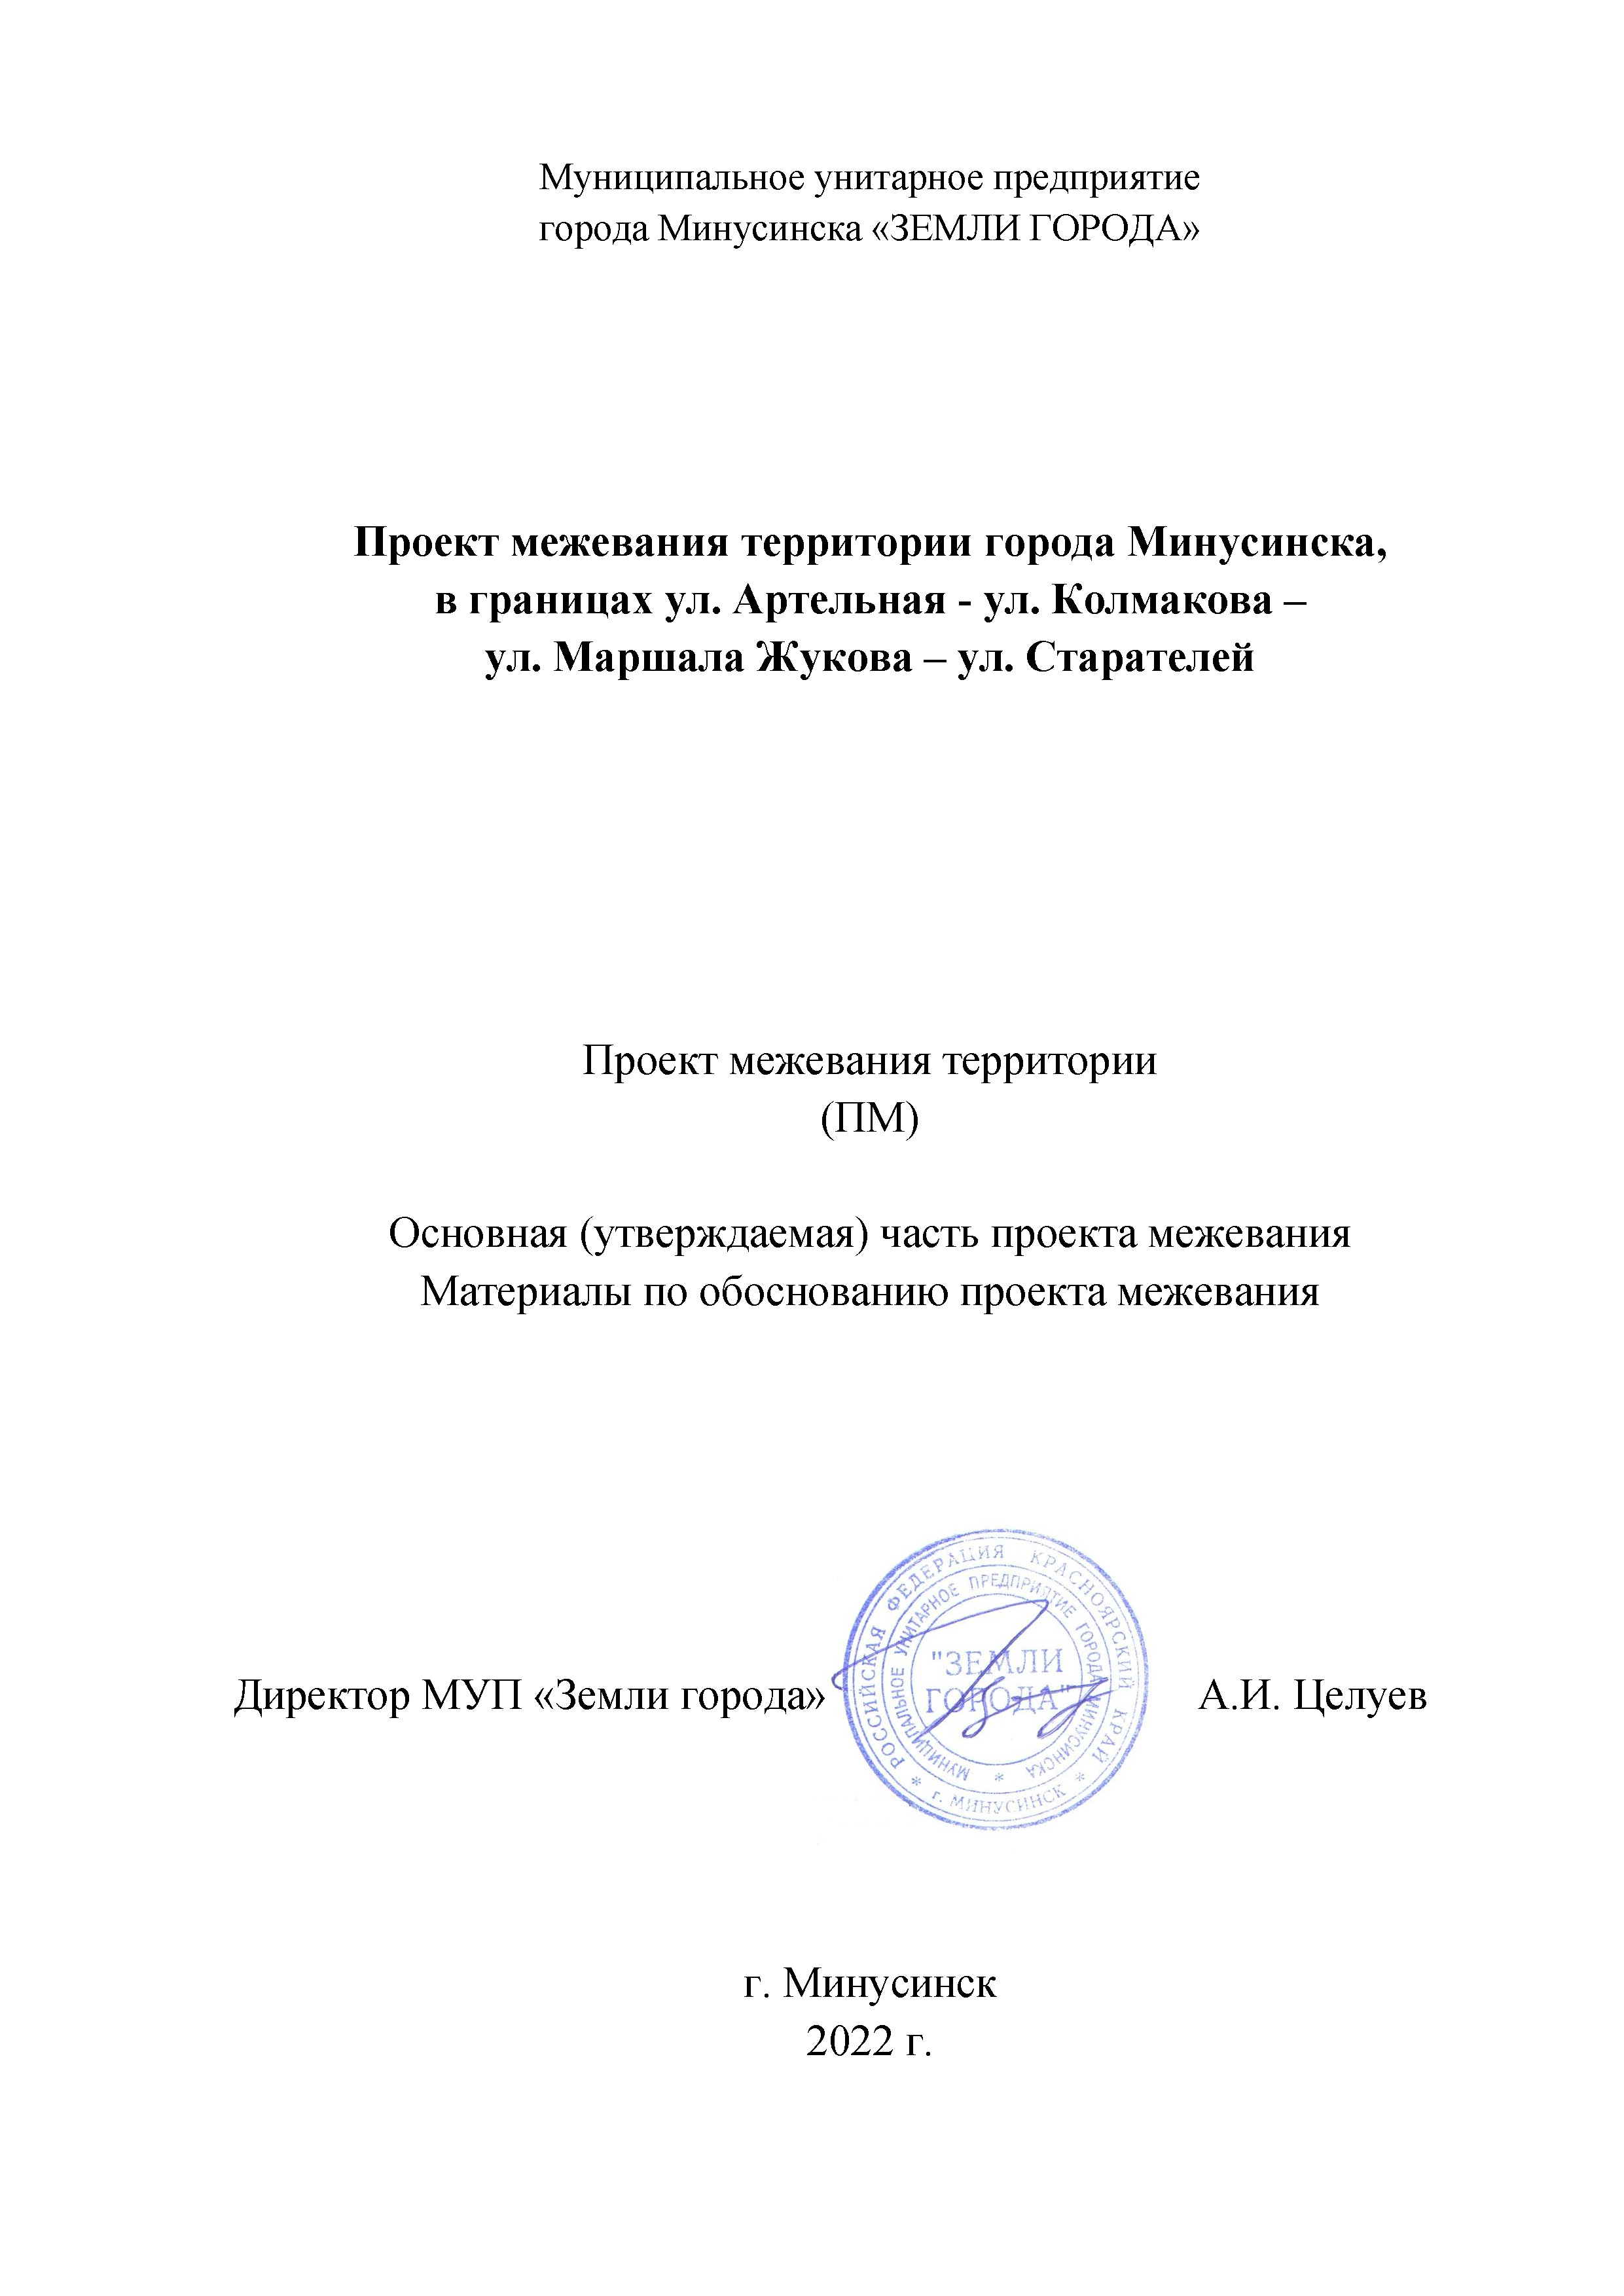 Муниципальное унитарное предприятие
города Минусинска «ЗЕМЛИ ГОРОДА»
Проект межевания территории города Минусинска,
в границах ул. Артельная - ул. Колмакова –
ул. Маршала Жукова – ул. Старателей
Проект межевания территории
(ПМ)
Основная (утверждаемая) часть проекта межевания
Материалы по обоснованию проекта межевания
Директор МУП «Земли города» А.И. Целуев
РОССИЙСКАЯ ФЕДЕРАЦИЯ КРАСНОЯРСКИЙ КРАЙ
* г. МИНУСИНСК *
МУНИЦИПАЛЬНОЕ УНИТАРНОЕ ПРЕДПРИЯТИЕ ГОРОДА МИНУСИНСКА *
"ЗЕМЛИ
ГОРОДА"
г. Минусинск
2022 г.